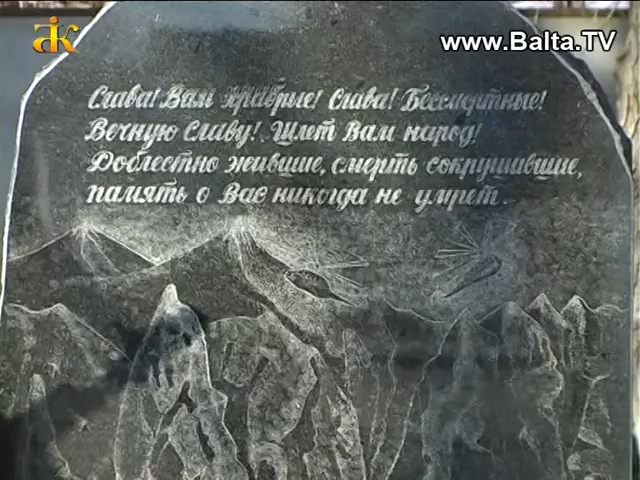 www.Balta.TV
Слава! Вам храбрые! Слава! Бессмертные!
Вечную Славу! Шлет Вам народ!
Доблестно жившие, смерть сокрушившие,
память о Вас никогда не умрет.